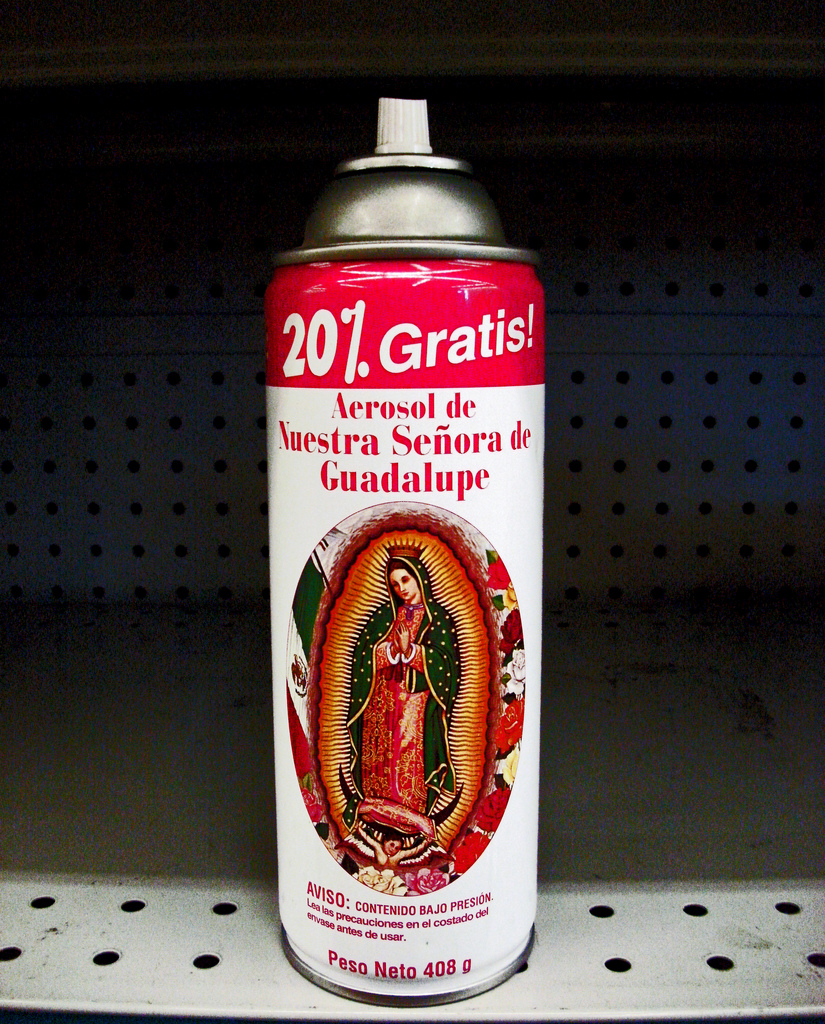 20% Gratis!
Aerosol de
Nuestra Señora de
Guadalupe
AVISO: CONTENIDO BAJO PRESIÓN.
Lea las precauciones en el costado del
envase antes de usar.
Peso Neto 408 g